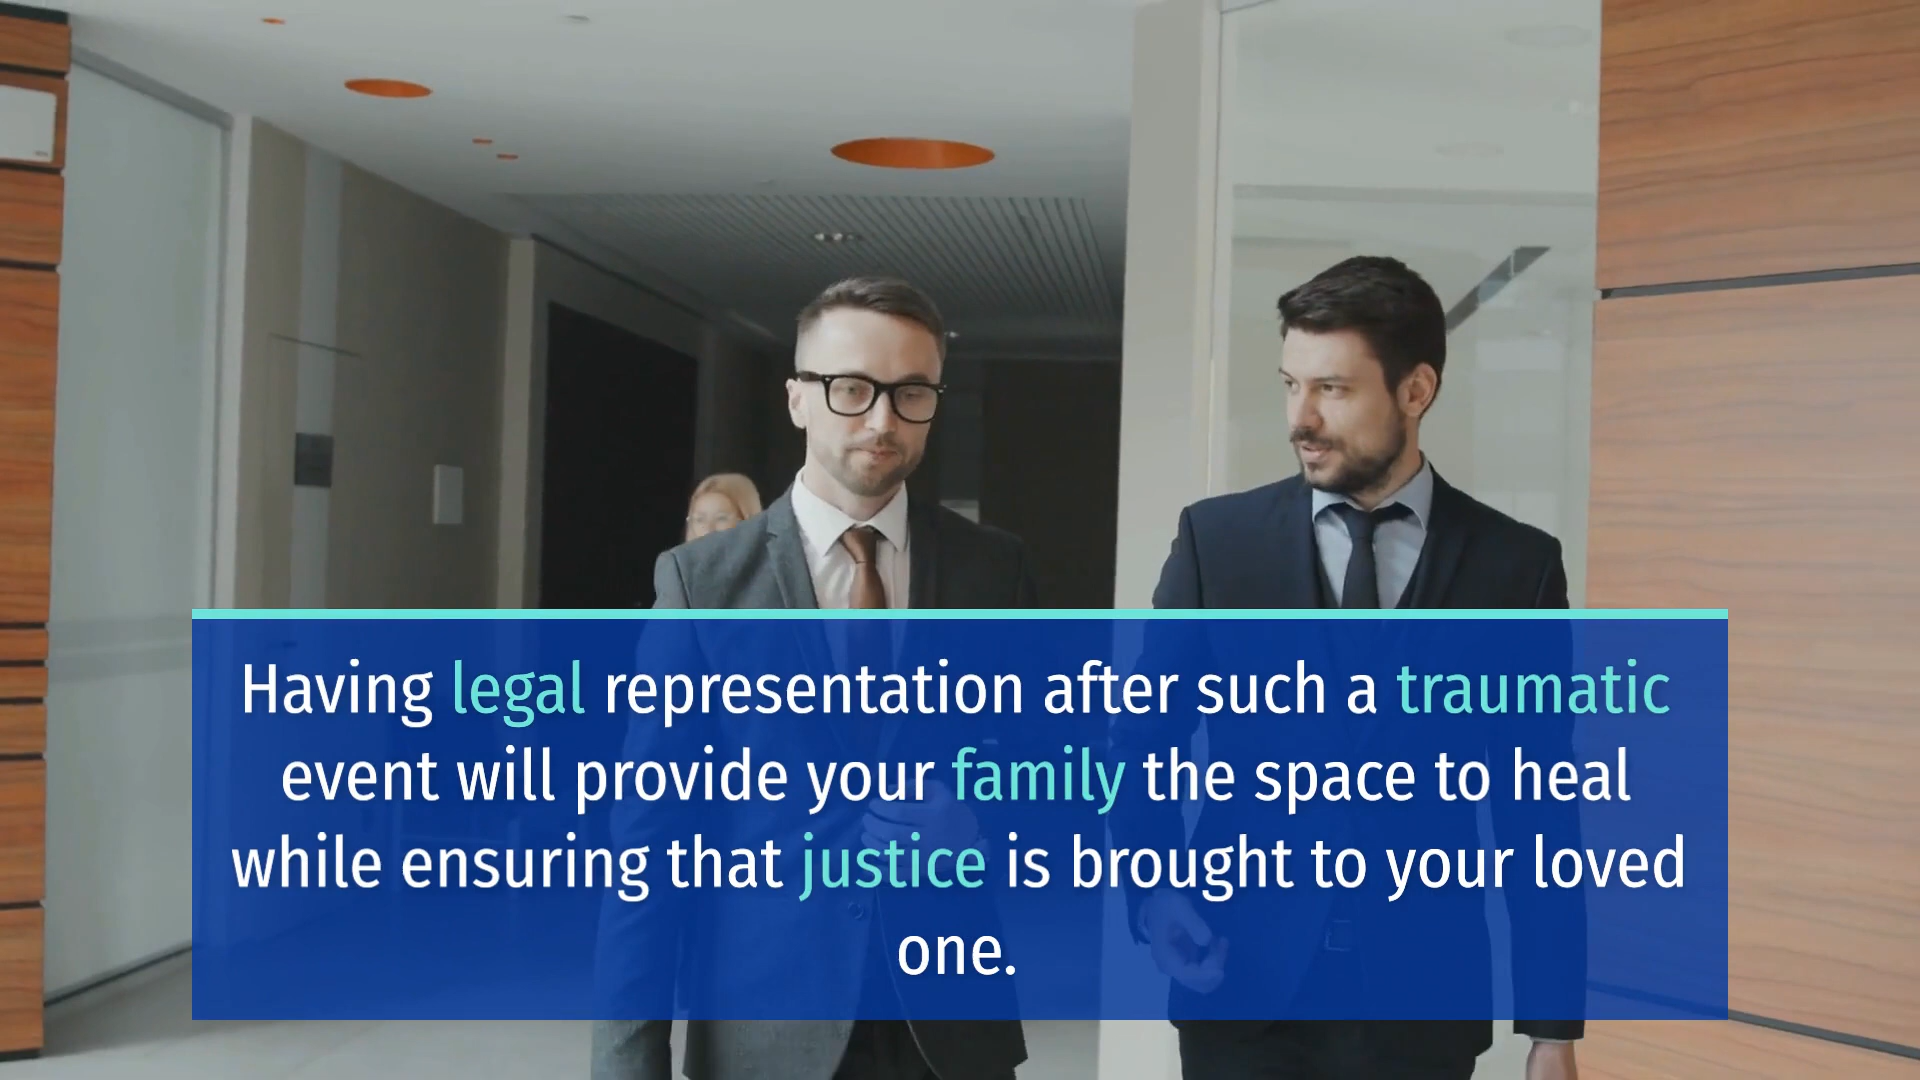 Having legal representation after such a traumatic
event will provide your family the space to heal
while ensuring that justice is brought to your loved
one.